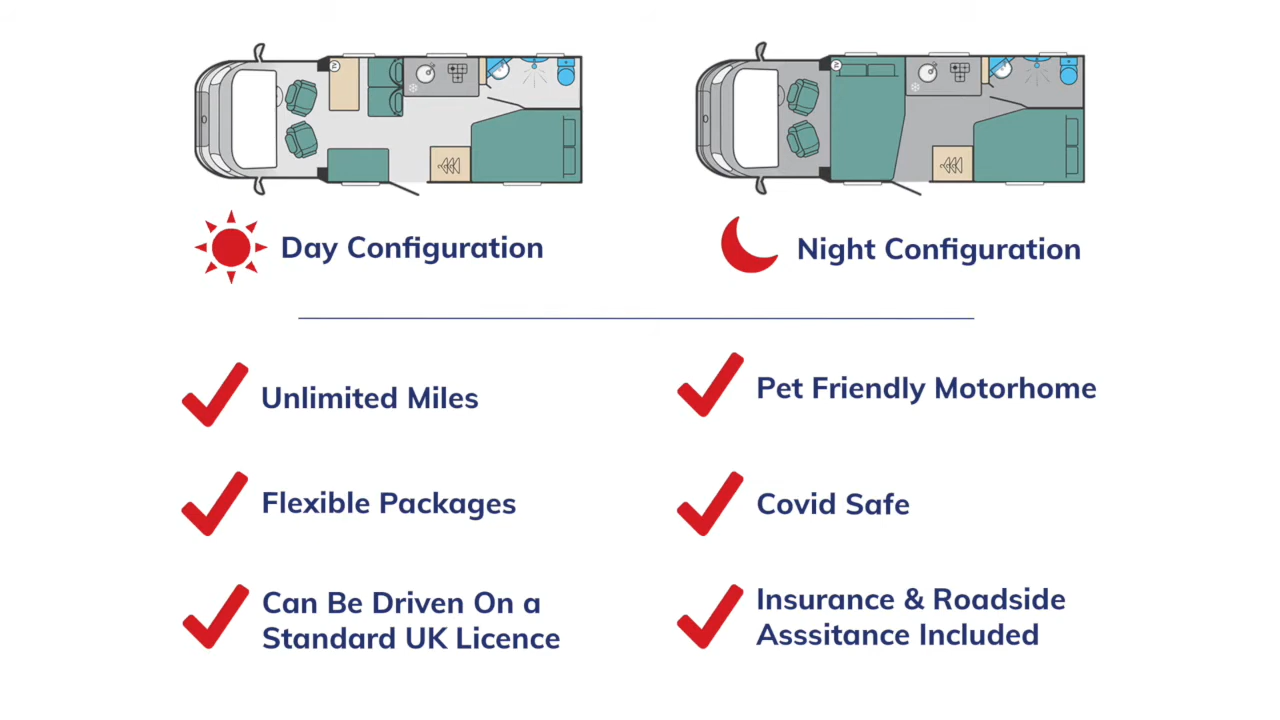 Day Configuration
Night Configuration
Unlimited Miles
Pet Friendly Motorhome
Flexible Packages
Covid Safe
Can Be Driven On a
Standard UK Licence
Insurance & Roadside
Asssitance Included